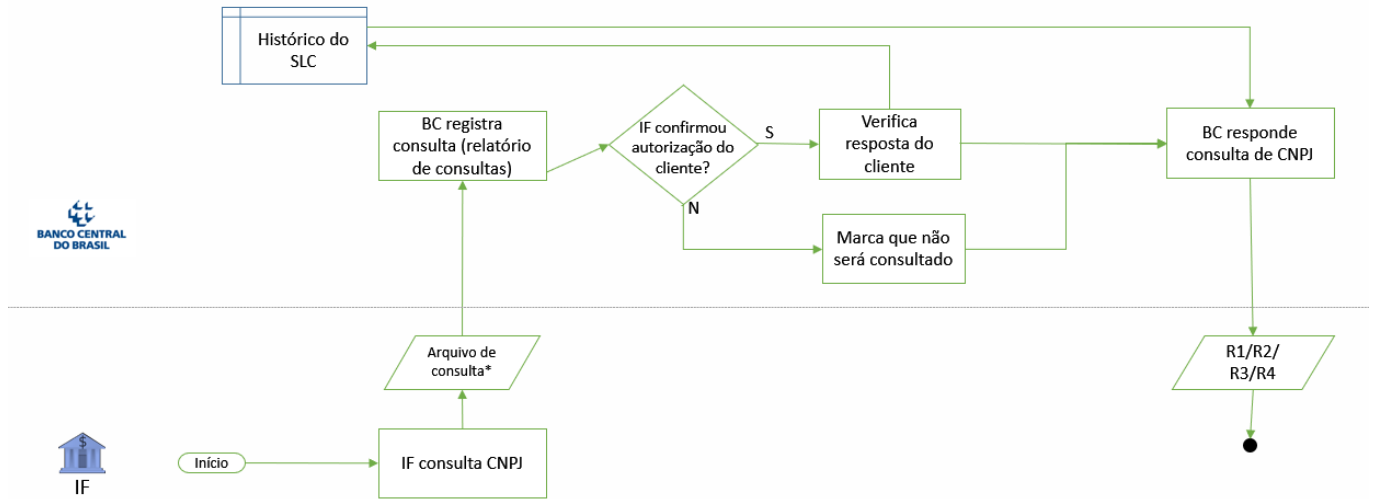 Histórico do
SLC
BC registra
consulta (relatório
de consultas)
IF confirmou
autorização do
cliente?
S
N
Verifica
resposta do
cliente
Marca que não
será consultado
BC responde
consulta de CNPJ
BANCO CENTRAL
DO BRASIL
Arquivo de
consulta*
R1/R2/
R3/R4
$
IF
Início
IF consulta CNPJ